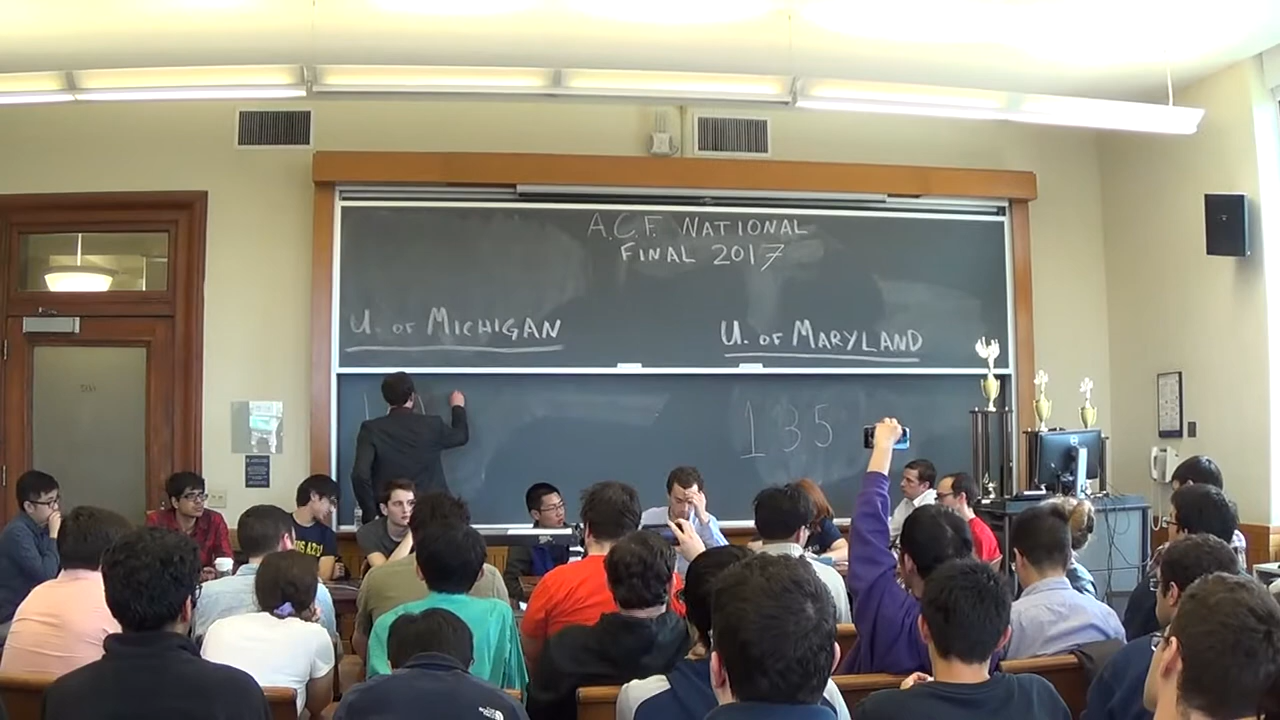 A.C.F. NATIONAL
FINAL 2017
U. OF MICHIGAN
U. OF MARYLAND
135